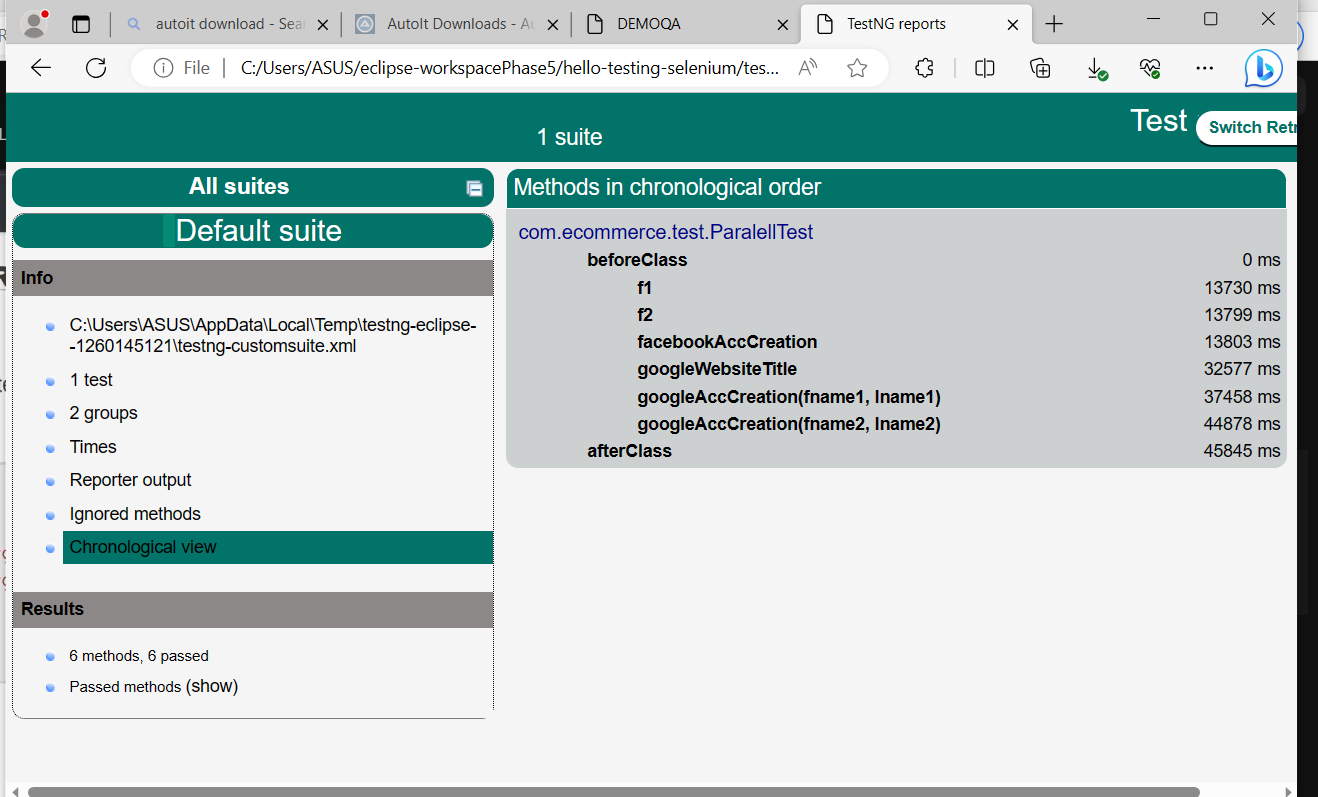 autoit download - Sea
AutoIt Downloads - Au
DEMOQA
TestNG reports
File
C:/Users/ASUS/eclipse-workspacePhase5/hello-testing-selenium/tes...
1 suite
Test
Switch Retr
All suites
Default suite
Info
C:\Users\ASUS\AppData\Local\Temp\testng-eclipse-
-1260145121\testng-customsuite.xml
1 test
2 groups
Times
Reporter output
Ignored methods
Chronological view
Results
6 methods, 6 passed
Passed methods (show)
Methods in chronological order
com.ecommerce.test.ParalellTest
beforeClass 0 ms
f1 13730 ms
f2 13799 ms
facebookAccCreation 13803 ms
googleWebsiteTitle 32577 ms
googleAccCreation(fname1, lname1) 37458 ms
googleAccCreation(fname2, lname2) 44878 ms
afterClass 45845 ms